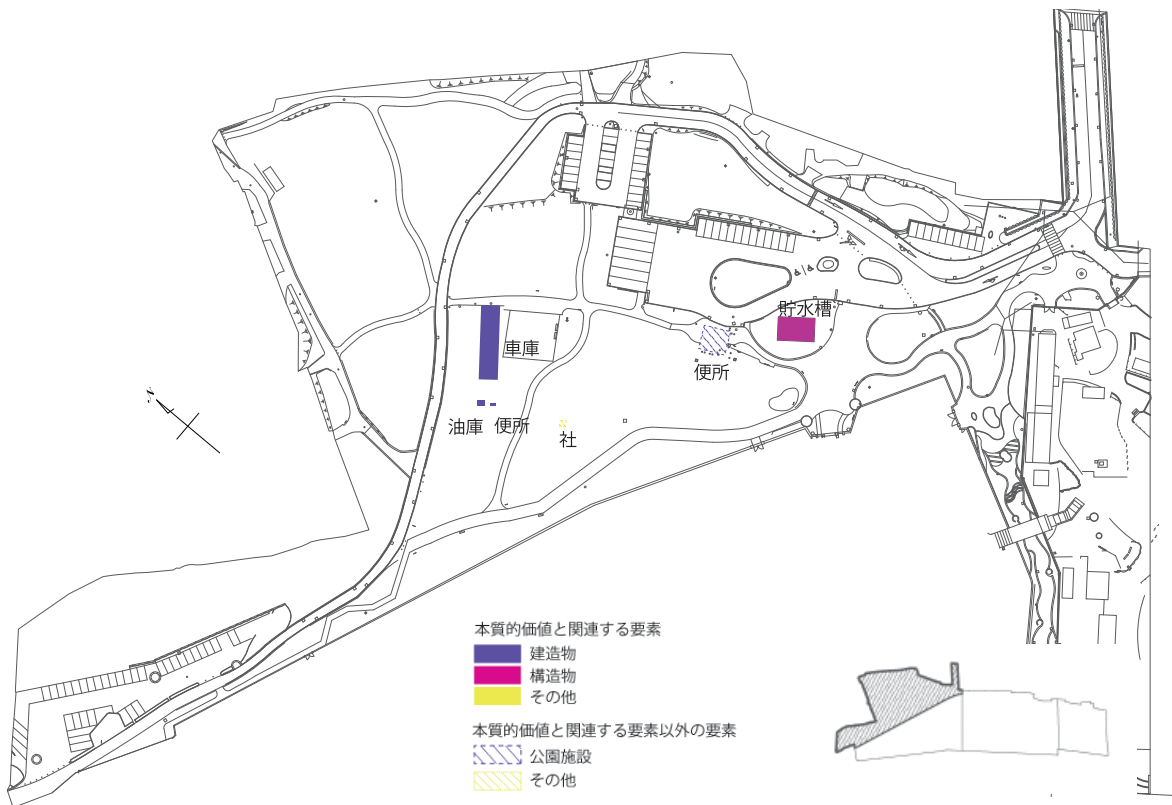 貯水槽
車庫
便所
油庫 便所
社
本質的価値と関連する要素
建造物
構造物
その他
本質的価値と関連する要素以外の要素
公園施設
その他